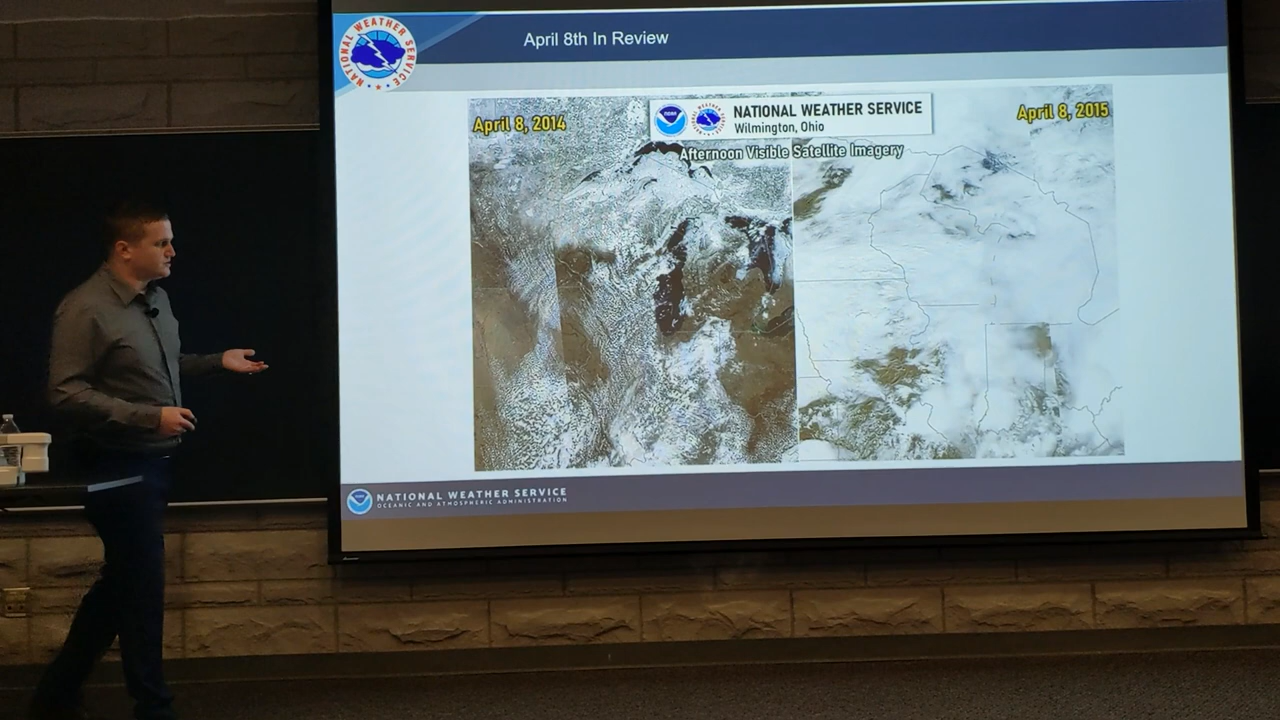 NATIONAL WEATHER SERVICE
April 8th In Review
April 8, 2014
NOAA
NATIONAL WEATHER SERVICE
Wilmington, Ohio
April 8, 2015
Afternoon Visible Satellite Imagery
NATIONAL WEATHER SERVICE
OCEANIC AND ATMOSPHERIC ADMINISTRATION